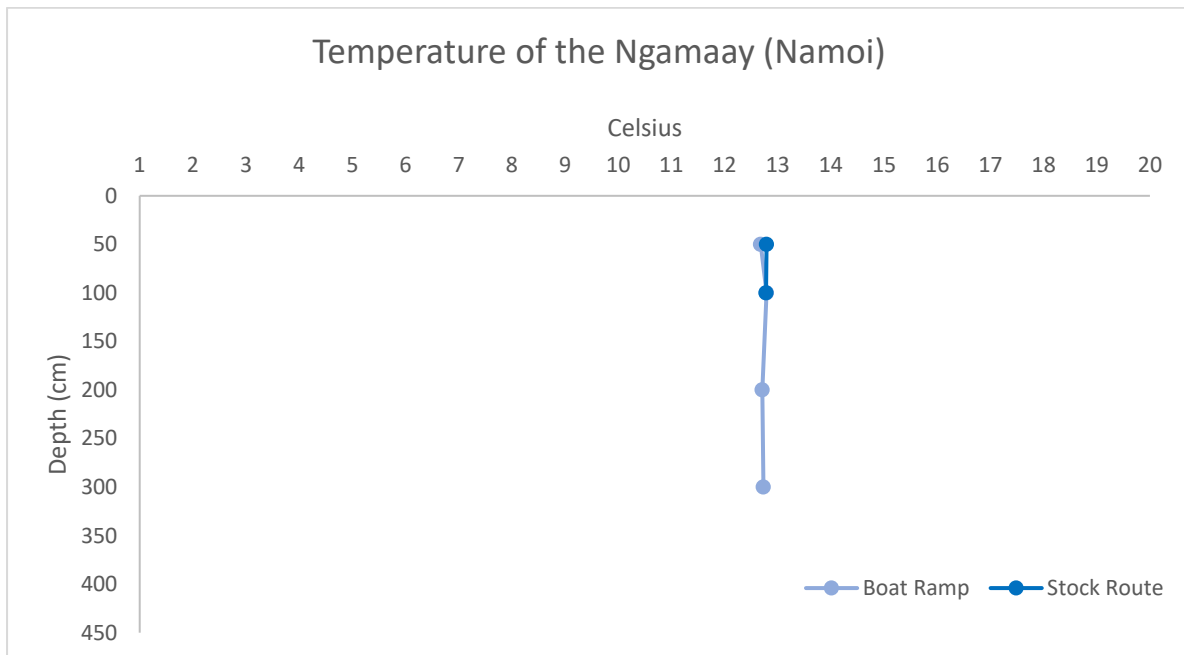 Temperature of the Ngamaay (Namoi)
Celsius
1 2 3 4 5 6 7 8 9 10 11 12 13 14 15 16 17 18 19 20
Depth (cm)
0
50
100
150
200
250
300
350
400
450
Boat Ramp Stock Route